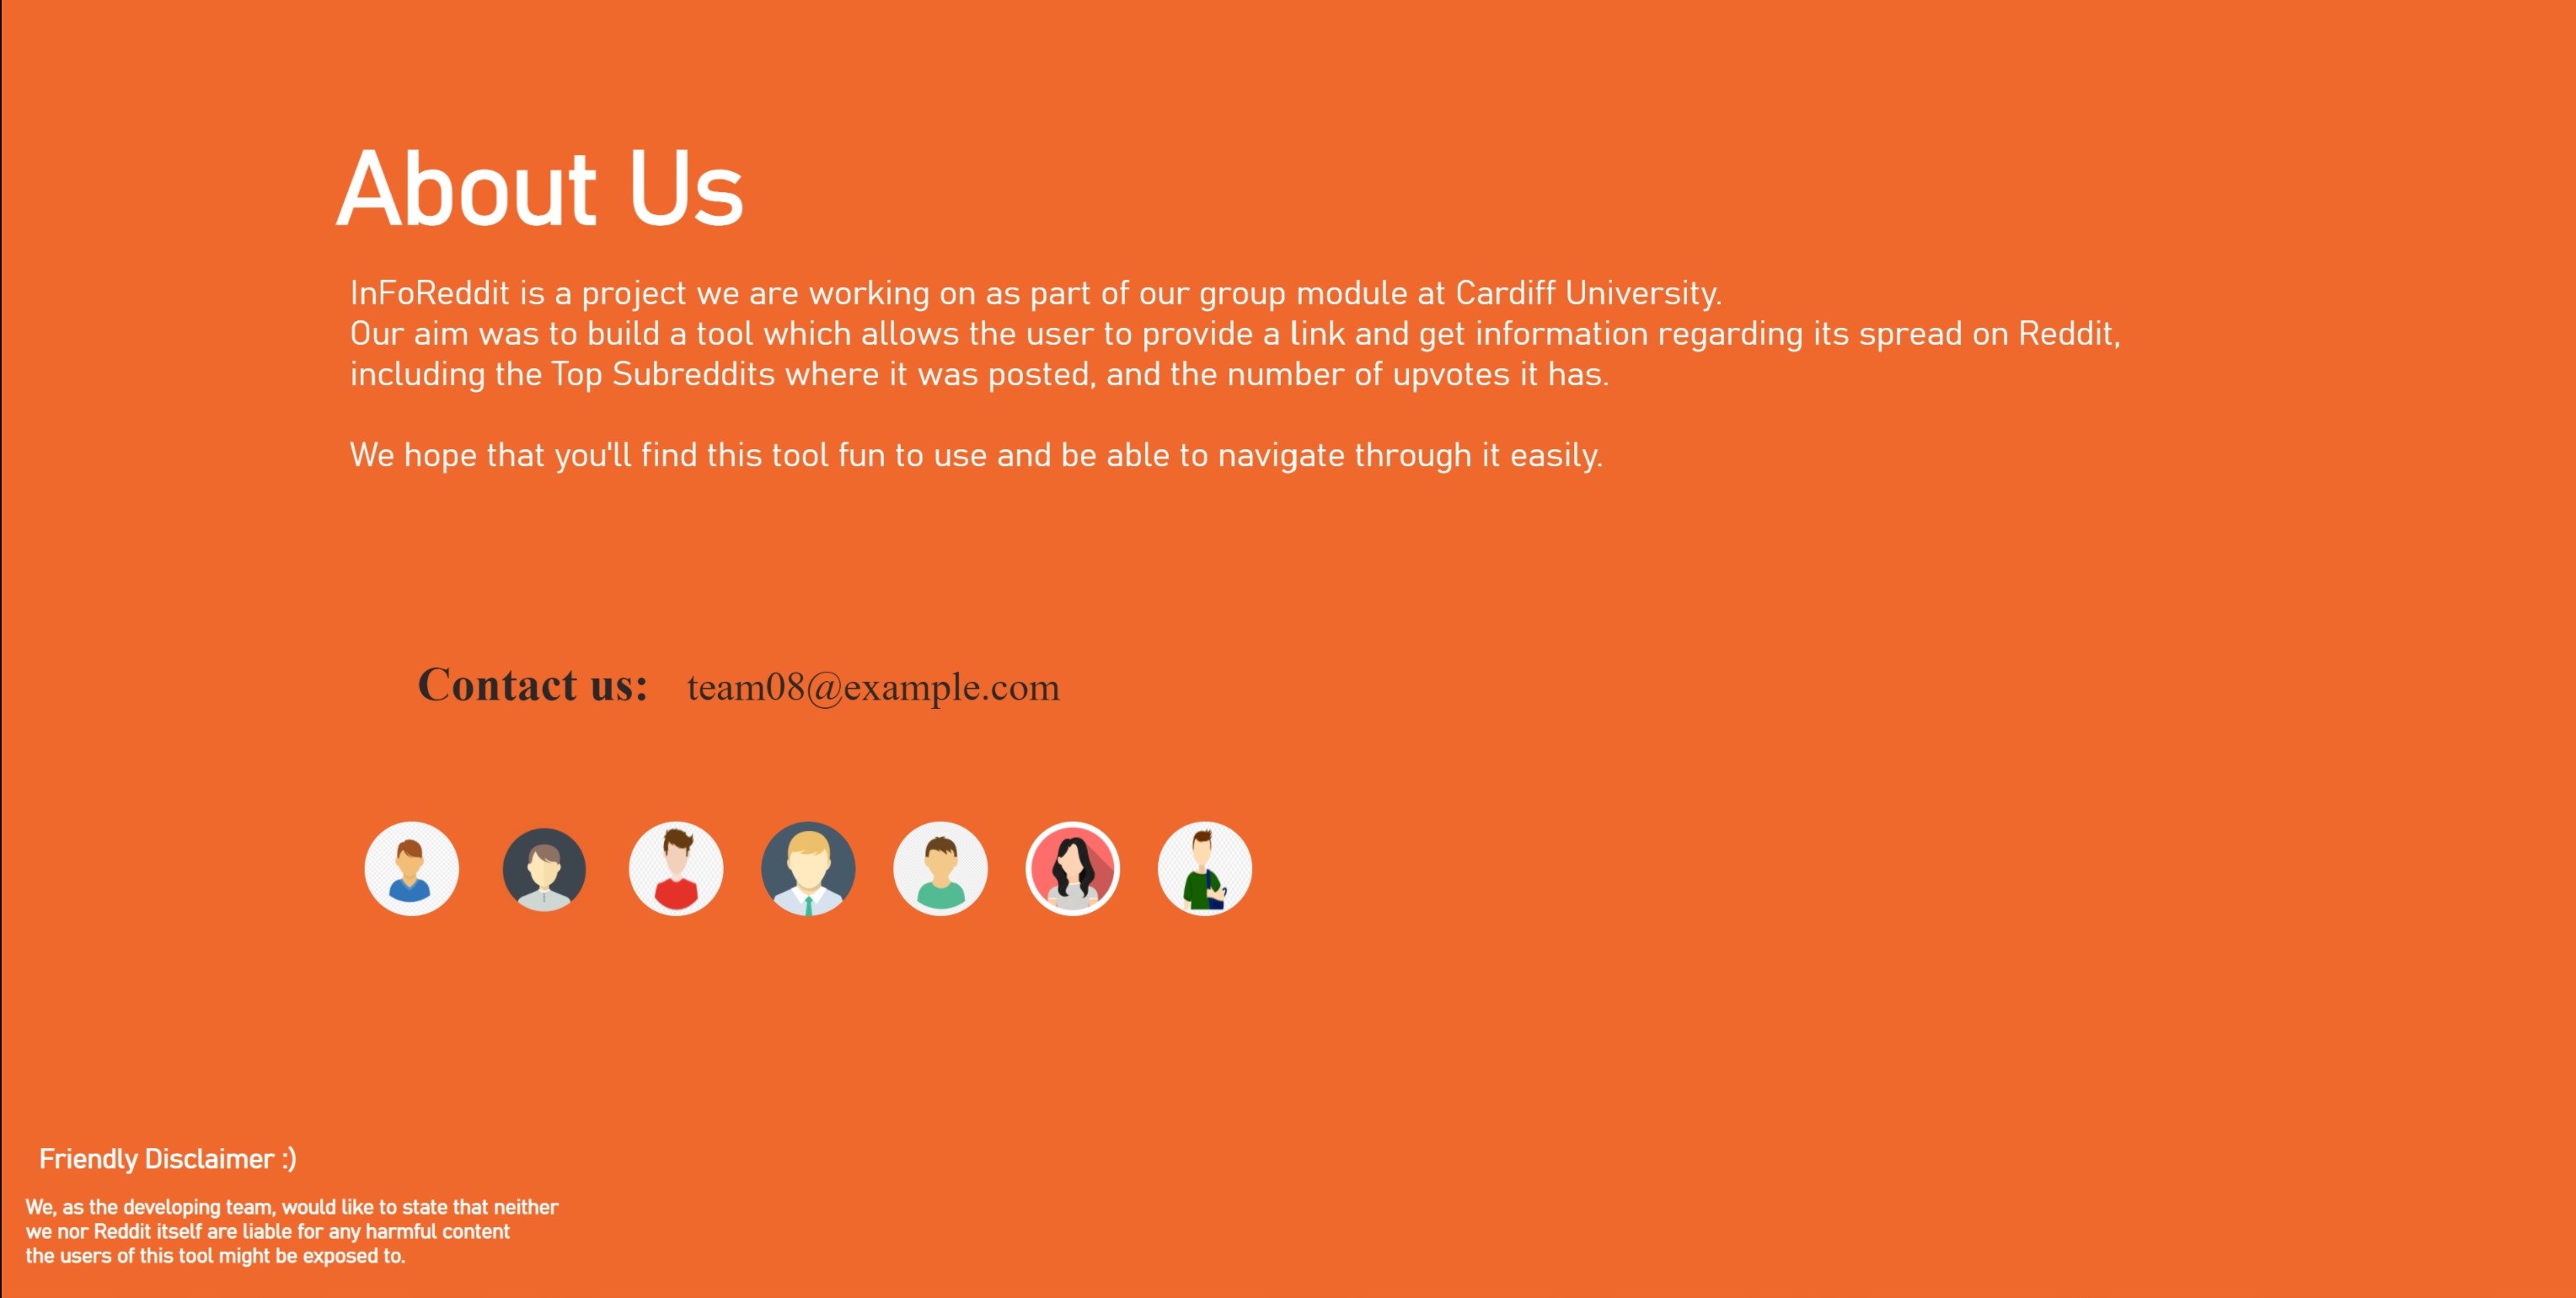 About Us
InFoReddit is a project we are working on as part of our group module at Cardiff University.
Our aim was to build a tool which allows the user to provide a link and get information regarding its spread on Reddit,
including the Top Subreddits where it was posted, and the number of upvotes it has.
We hope that you'll find this tool fun to use and be able to navigate through it easily.
Contact us: team08@example.com
Friendly Disclaimer :)
We, as the developing team, would like to state that neither
we nor Reddit itself are liable for any harmful content
the users of this tool might be exposed to.